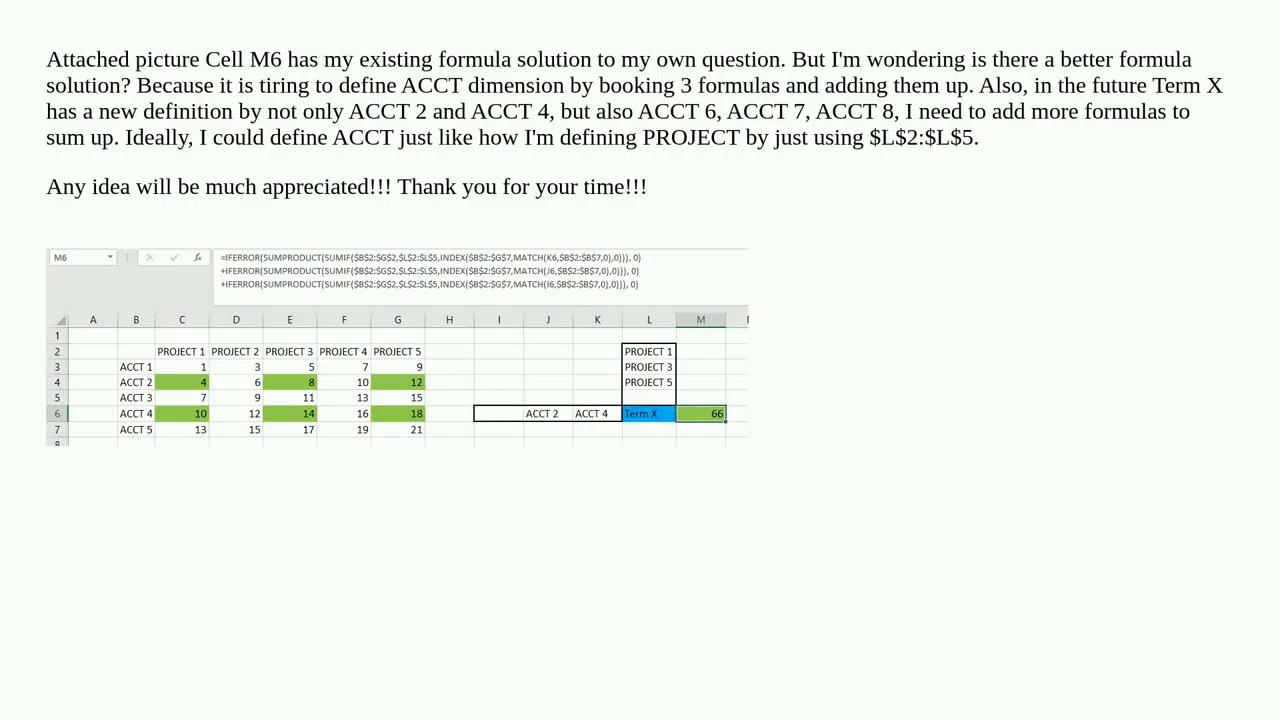 Attached picture Cell M6 has my existing formula solution to my own question. But I'm wondering is there a better formula
solution? Because it is tiring to define ACCT dimension by booking 3 formulas and adding them up. Also, in the future Term X
has a new definition by not only ACCT 2 and ACCT 4, but also ACCT 6, ACCT 7, ACCT 8, I need to add more formulas to
sum up. Ideally, I could define ACCT just like how I'm defining PROJECT by just using $L$2:$L$5.
Any idea will be much appreciated!!! Thank you for your time!!!
M6 fx =IFERROR(SUMPRODUCT(SUMIF($B$2:$G$2,$L$2:$L$5,INDEX($B$2:$G$7,MATCH(K6,$B$2:$B$7,0),0))), 0)
+IFERROR(SUMPRODUCT(SUMIF($B$2:$G$2,$L$2:$L$5,INDEX($B$2:$G$7,MATCH(J6,$B$2:$B$7,0),0))), 0)
+IFERROR(SUMPRODUCT(SUMIF($B$2:$G$2,$L$2:$L$5,INDEX($B$2:$G$7,MATCH(I6,$B$2:$B$7,0),0))), 0)
A B C D E F G H I J K L M
1
2 PROJECT 1 PROJECT 2 PROJECT 3 PROJECT 4 PROJECT 5 PROJECT 1
3 ACCT 1 1 3 5 7 9 PROJECT 3
4 ACCT 2 4 6 8 10 12 PROJECT 5
5 ACCT 3 7 9 11 13 15
6 ACCT 4 10 12 14 16 18 ACCT 2 ACCT 4 Term X 66
7 ACCT 5 13 15 17 19 21
8